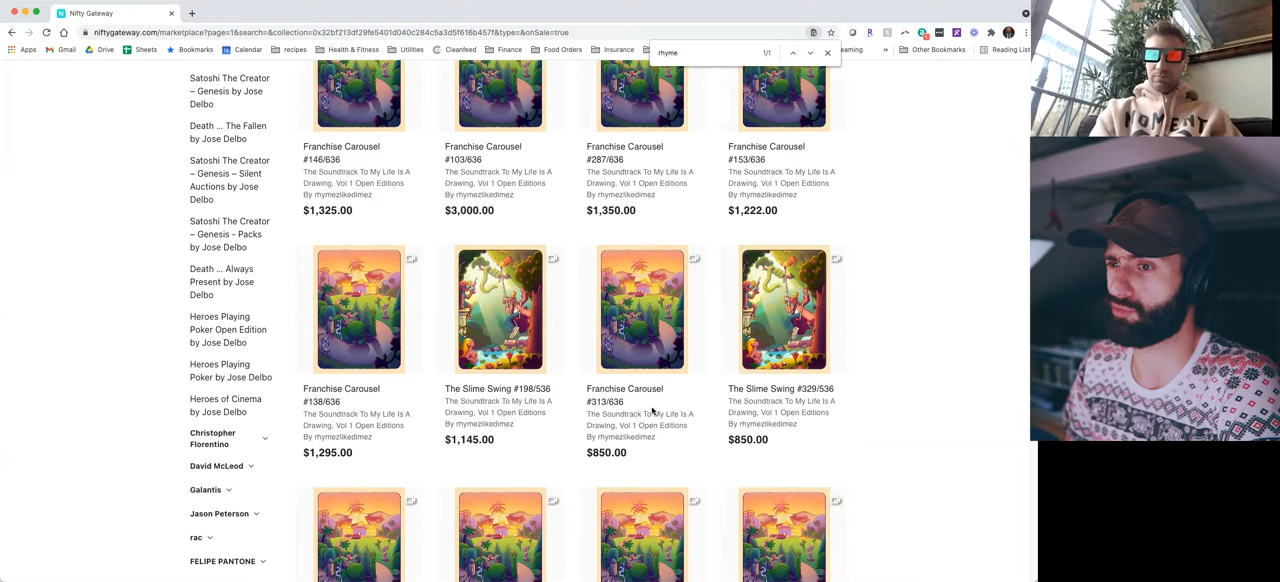 Nifty Gateway
niftygateway.com/marketplace?page=1&search=&collection=0x32bf213df29fe5401d040c284c5a3d5f616b457f&type=&onSale=true
Apps
Gmail
Drive
Sheets
Bookmarks
Calendar
recipes
Health & Fitness
Utilities
Cleanfeed
Finance
Food Orders
Insurance
eaming
Other Bookmarks
Reading List
rhyme
1/1
Satoshi The Creator
– Genesis by Jose
Delbo
Death ... The Fallen
by Jose Delbo
Satoshi The Creator
– Genesis – Silent
Auctions by Jose
Delbo
Satoshi The Creator
– Genesis - Packs
by Jose Delbo
Death ... Always
Present by Jose
Delbo
Heroes Playing
Poker Open Edition
by Jose Delbo
Heroes Playing
Poker by Jose Delbo
Heroes of Cinema
by Jose Delbo
Christopher
Florentino
David McLeod
Galantis
Jason Peterson
rac
FELIPE PANTONE
Franchise Carousel
#146/636
The Soundtrack To My Life Is A
Drawing, Vol 1 Open Editions
By rhymezlikedimez
$1,325.00
Franchise Carousel
#103/636
The Soundtrack To My Life Is A
Drawing, Vol 1 Open Editions
By rhymezlikedimez
$3,000.00
Franchise Carousel
#287/636
The Soundtrack To My Life Is A
Drawing, Vol 1 Open Editions
By rhymezlikedimez
$1,350.00
Franchise Carousel
#153/636
The Soundtrack To My Life Is A
Drawing, Vol 1 Open Editions
By rhymezlikedimez
$1,222.00
Franchise Carousel
#138/636
The Soundtrack To My Life Is A
Drawing, Vol 1 Open Editions
By rhymezlikedimez
$1,295.00
The Slime Swing #198/536
The Soundtrack To My Life Is A
Drawing, Vol 1 Open Editions
By rhymezlikedimez
$1,145.00
Franchise Carousel
#313/636
The Soundtrack To My Life Is A
Drawing, Vol 1 Open Editions
By rhymezlikedimez
$850.00
The Slime Swing #329/536
The Soundtrack To My Life Is A
Drawing, Vol 1 Open Editions
By rhymezlikedimez
$850.00
MOMENT